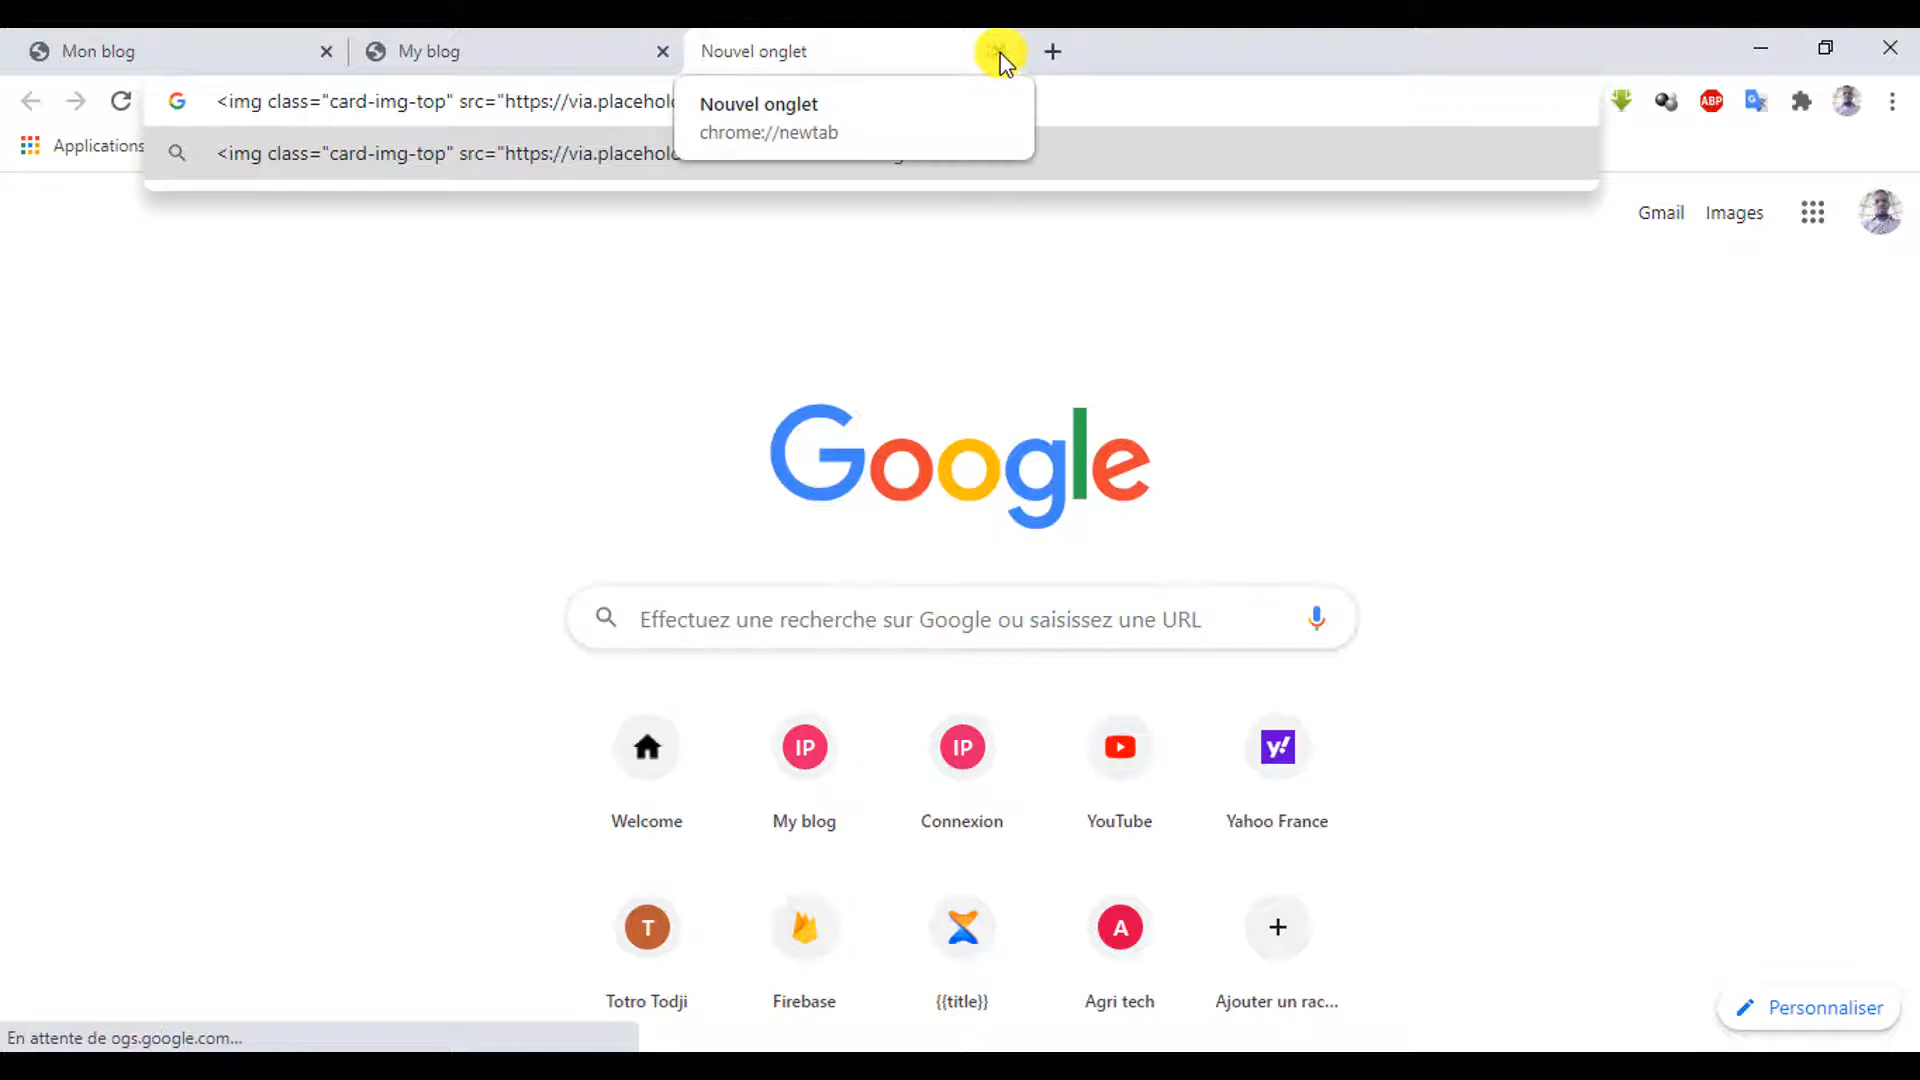 Mon blog
My blog
Nouvel onglet
<img class="card-img-top" src="https://via.placehol
Nouvel onglet
chrome://newtab
ABP
Applications
<img class="card-img-top" src="https://via.placehol
Gmail Images
Google
Effectuez une recherche sur Google ou saisissez une URL
IP IP y!
Welcome My blog Connexion YouTube Yahoo France
T A
Totro Todji Firebase {{title}} Agri tech Ajouter un rac...
Personnaliser
En attente de ogs.google.com...